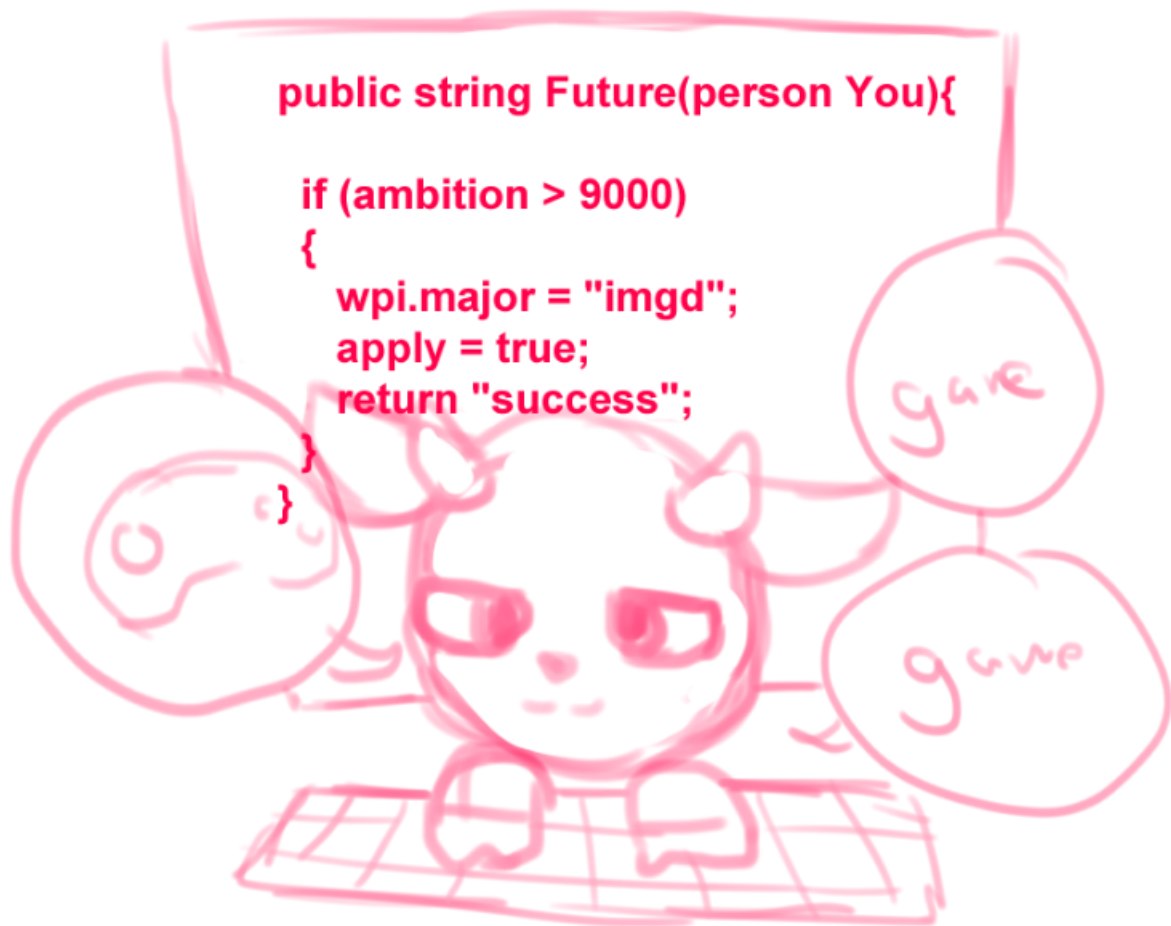 public string Future(person You){
if (ambition > 9000)
{
wpi.major = "imgd";
apply = true;
return "success";
}
}
game
game